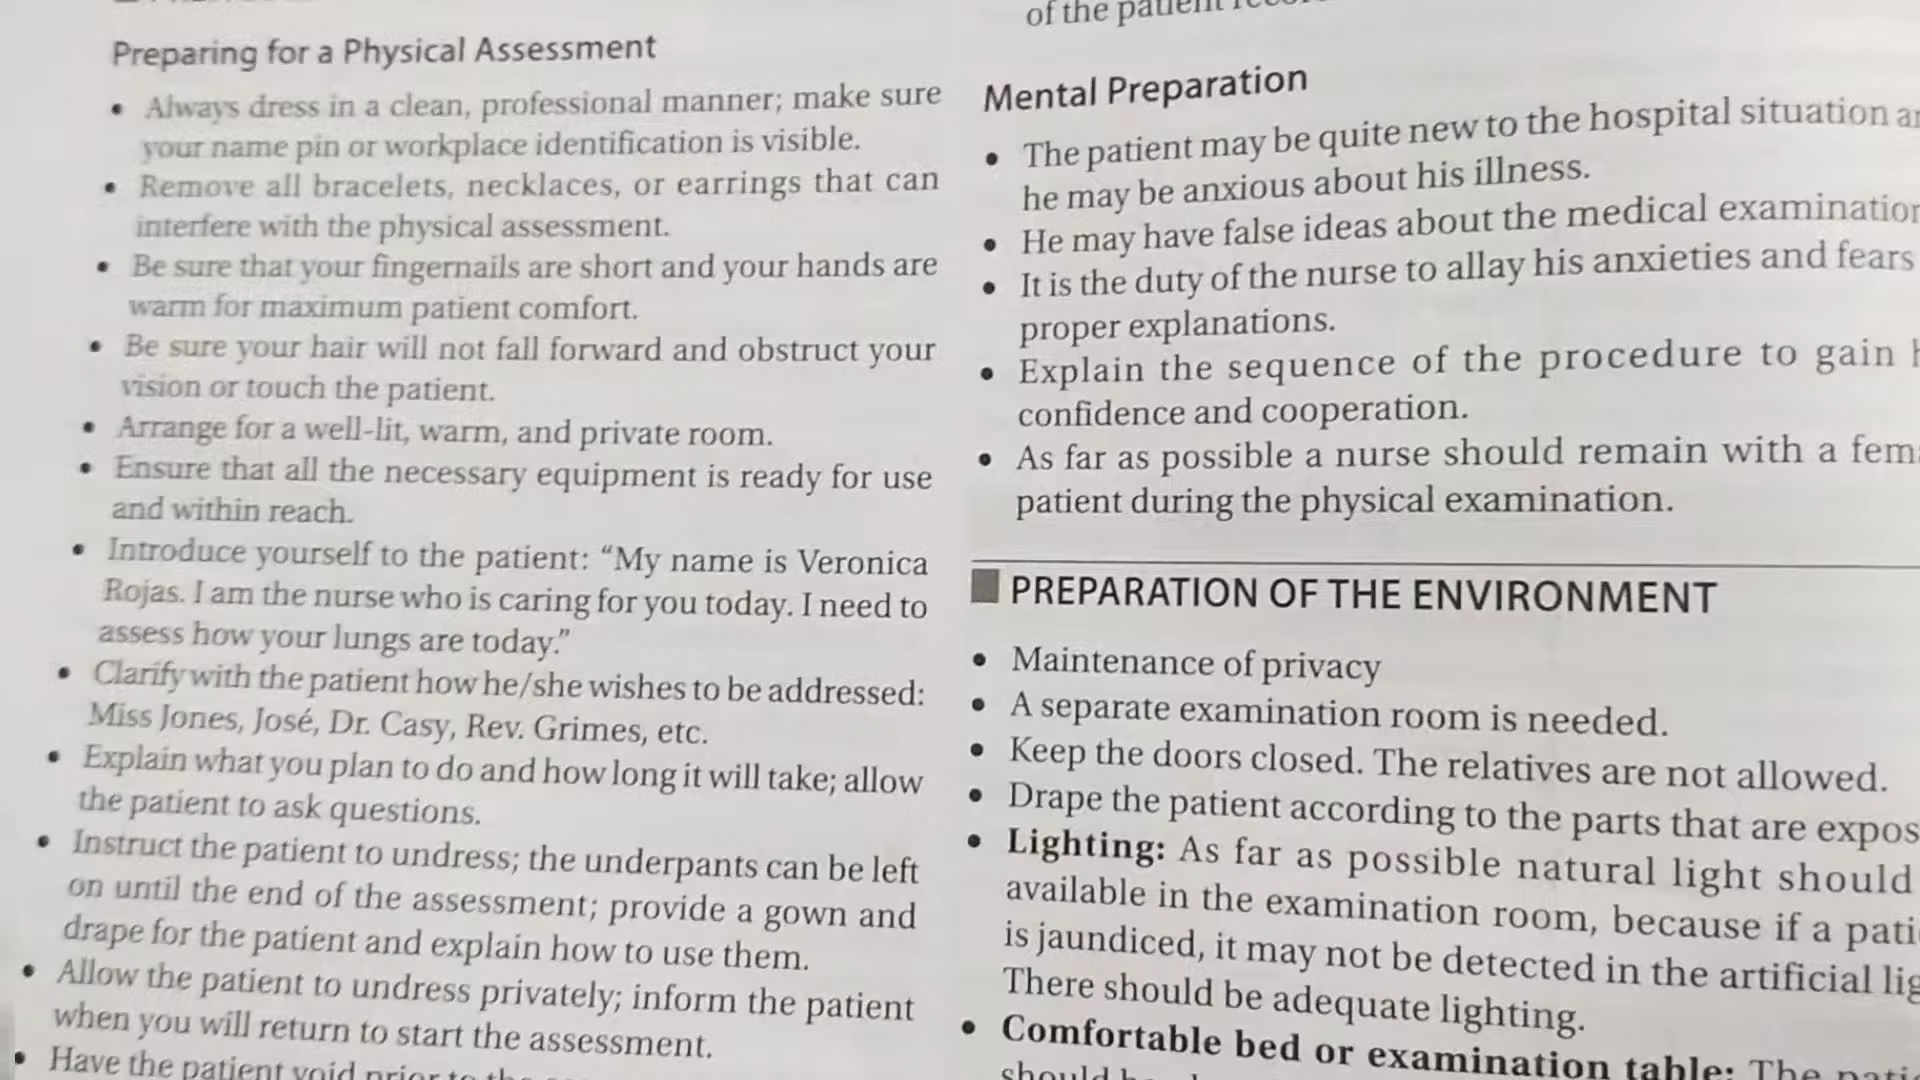 Preparing for a Physical Assessment
• Always dress in a clean, professional manner; make sure
your name pin or workplace identification is visible.
• Remove all bracelets, necklaces, or earrings that can
interfere with the physical assessment.
• Be sure that your fingernails are short and your hands are
warm for maximum patient comfort.
• Be sure your hair will not fall forward and obstruct your
vision or touch the patient.
• Arrange for a well-lit, warm, and private room.
• Ensure that all the necessary equipment is ready for use
and within reach.
• Introduce yourself to the patient: “My name is Veronica
Rojas. I am the nurse who is caring for you today. I need to
assess how your lungs are today.”
• Clarify with the patient how he/she wishes to be addressed:
Miss Jones, José, Dr. Casy, Rev. Grimes, etc.
• Explain what you plan to do and how long it will take; allow
the patient to ask questions.
• Instruct the patient to undress; the underpants can be left
on until the end of the assessment; provide a gown and
drape for the patient and explain how to use them.
• Allow the patient to undress privately; inform the patient
when you will return to start the assessment.
• Have the patient void prior to
of the patient
Mental Preparation
• The patient may be quite new to the hospital situation
he may be anxious about his illness.
• He may have false ideas about the medical
• It is the duty of the nurse to allay his anxieties and fears
proper explanations.
• Explain the sequence of the procedure to gain
confidence and cooperation.
• As far as possible a nurse should remain with a
patient during the physical examination.
PREPARATION OF THE ENVIRONMENT
• Maintenance of privacy
• A separate examination room is needed.
• Keep the doors closed. The relatives are not allowed.
• Drape the patient according to the parts that are
• Lighting: As far as possible natural light should
available in the examination room, because if a
is jaundiced, it may not be detected in the artificial
There should be adequate lighting.
• Comfortable bed or examination table: The
should